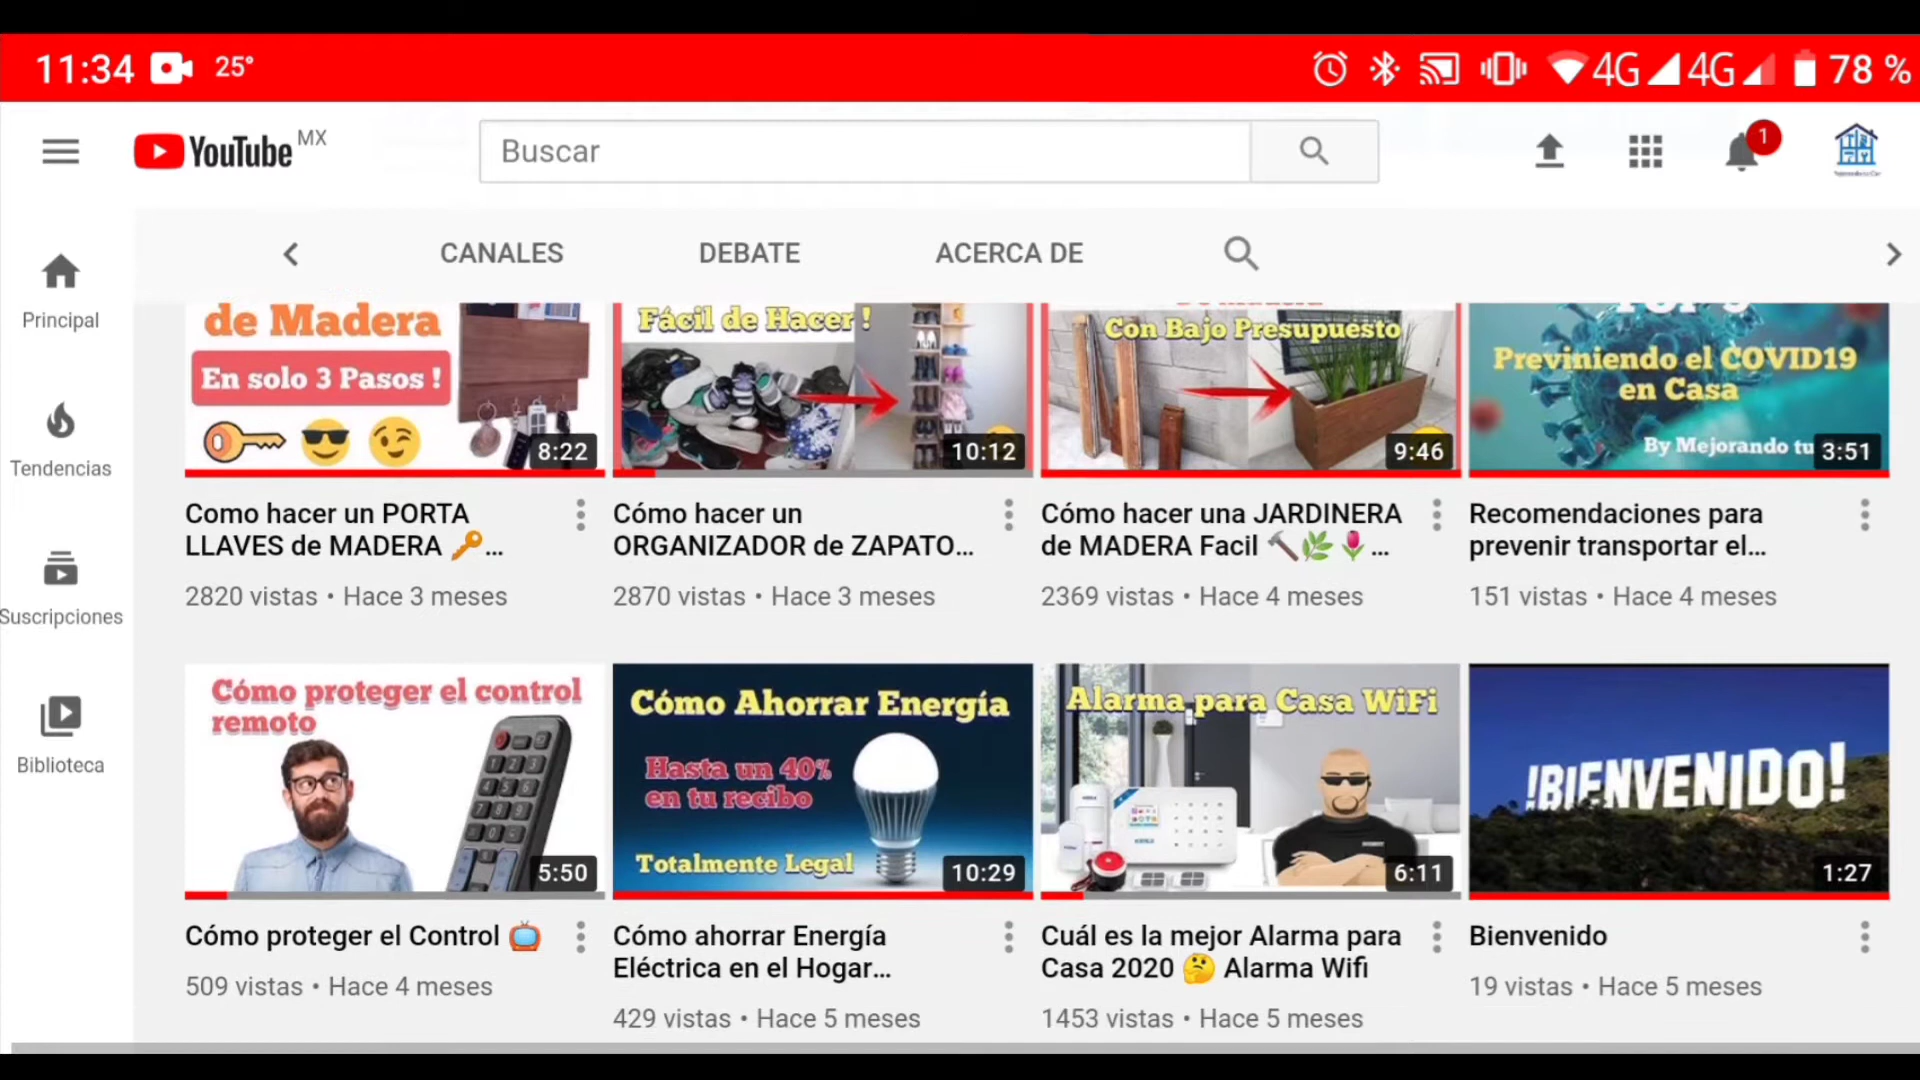 11:34 25° 4G 4G 78 %
YouTube MX
Buscar
1
CANALES DEBATE ACERCA DE
Principal
Tendencias
Suscripciones
Biblioteca
de Madera
En solo 3 Pasos !
8:22
Fácil de Hacer !
10:12
Con Bajo Presupuesto
9:46
Previniendo el COVID19
en Casa
By Mejorando tu
3:51
Como hacer un PORTA
LLAVES de MADERA 🔑...
2820 vistas • Hace 3 meses
Cómo hacer un
ORGANIZADOR de ZAPATO...
2870 vistas • Hace 3 meses
Cómo hacer una JARDINERA
de MADERA Facil 🔨🌿🌷...
2369 vistas • Hace 4 meses
Recomendaciones para
prevenir transportar el...
151 vistas • Hace 4 meses
Cómo proteger el control
remoto
5:50
Cómo Ahorrar Energía
Hasta un 40%
en tu recibo
Totalmente Legal
10:29
Alarma para Casa WiFi
6:11
!BIENVENIDO!
1:27
Cómo proteger el Control 📺
509 vistas • Hace 4 meses
Cómo ahorrar Energía
Eléctrica en el Hogar...
429 vistas • Hace 5 meses
Cuál es la mejor Alarma para
Casa 2020 🤔 Alarma Wifi
1453 vistas • Hace 5 meses
Bienvenido
19 vistas • Hace 5 meses